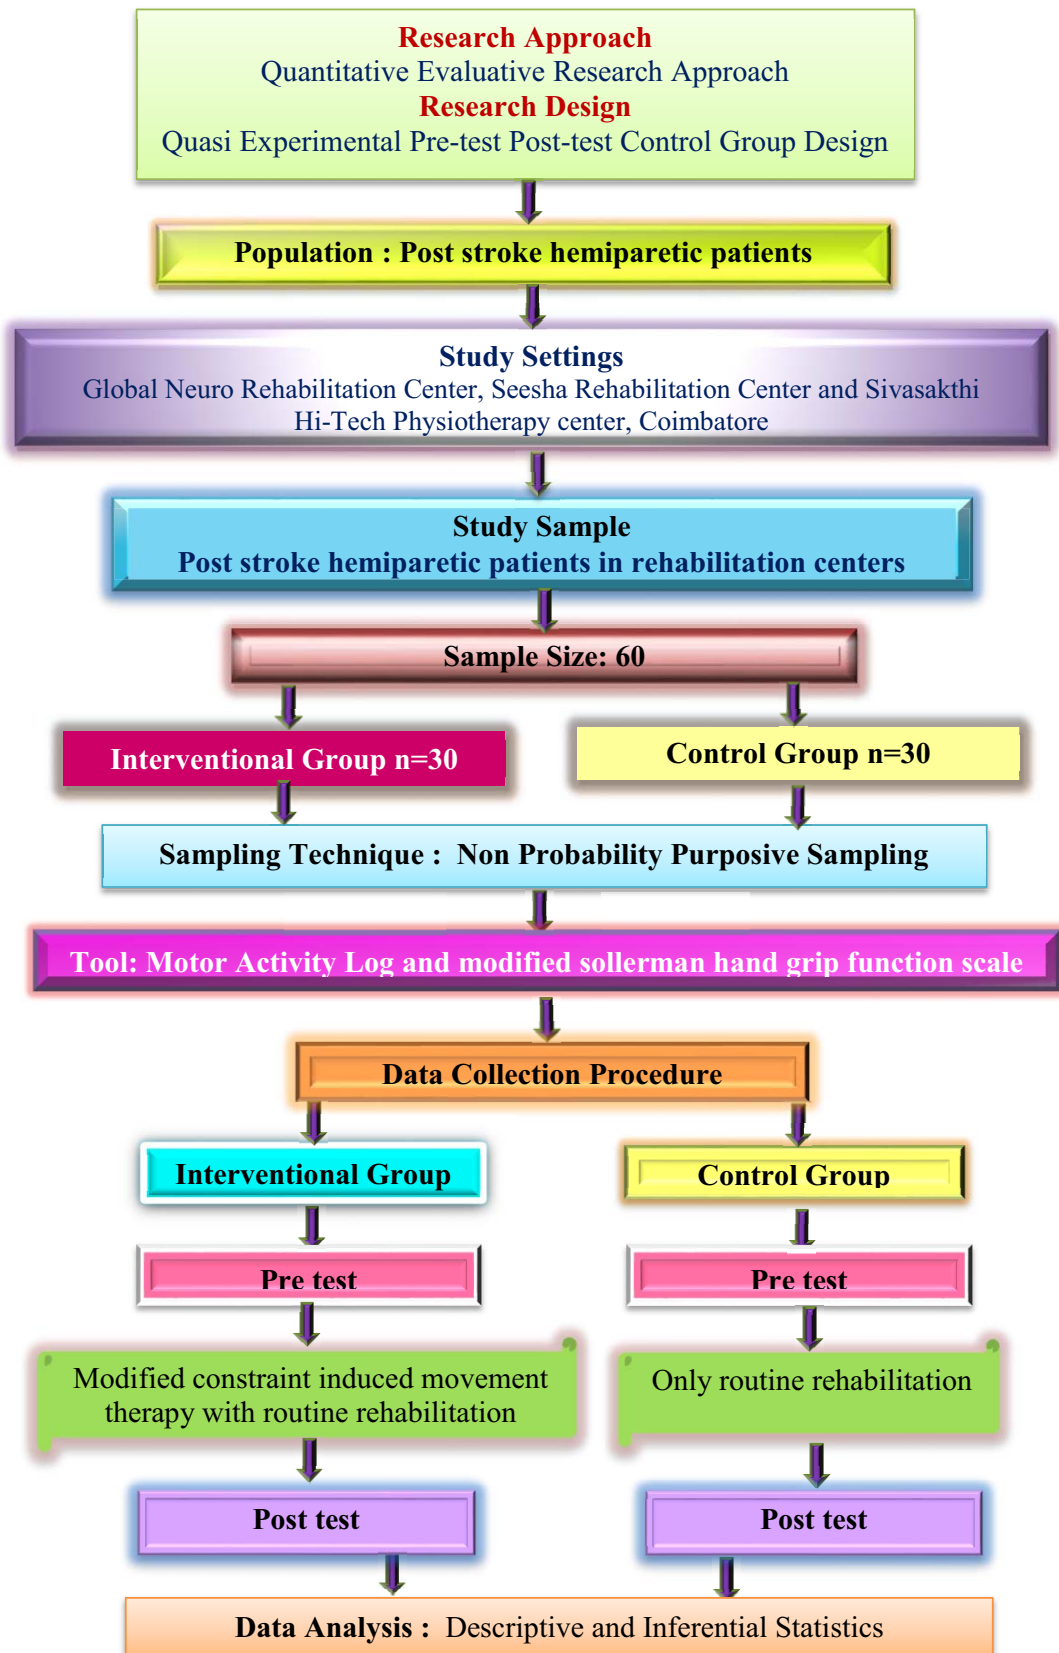 Research Approach
Quantitative Evaluative Research Approach
Research Design
Quasi Experimental Pre-test Post-test Control Group Design
Population : Post stroke hemiparetic patients
Study Settings
Global Neuro Rehabilitation Center, Seesha Rehabilitation Center and Sivasakthi
Hi-Tech Physiotherapy center, Coimbatore
Study Sample
Post stroke hemiparetic patients in rehabilitation centers
Sample Size: 60
Interventional Group n=30
Control Group n=30
Sampling Technique : Non Probability Purposive Sampling
Tool: Motor Activity Log and modified sollerman hand grip function scale
Data Collection Procedure
Interventional Group
Control Group
Pre test
Pre test
Modified constraint induced movement
therapy with routine rehabilitation
Only routine rehabilitation
Post test
Post test
Data Analysis : Descriptive and Inferential Statistics